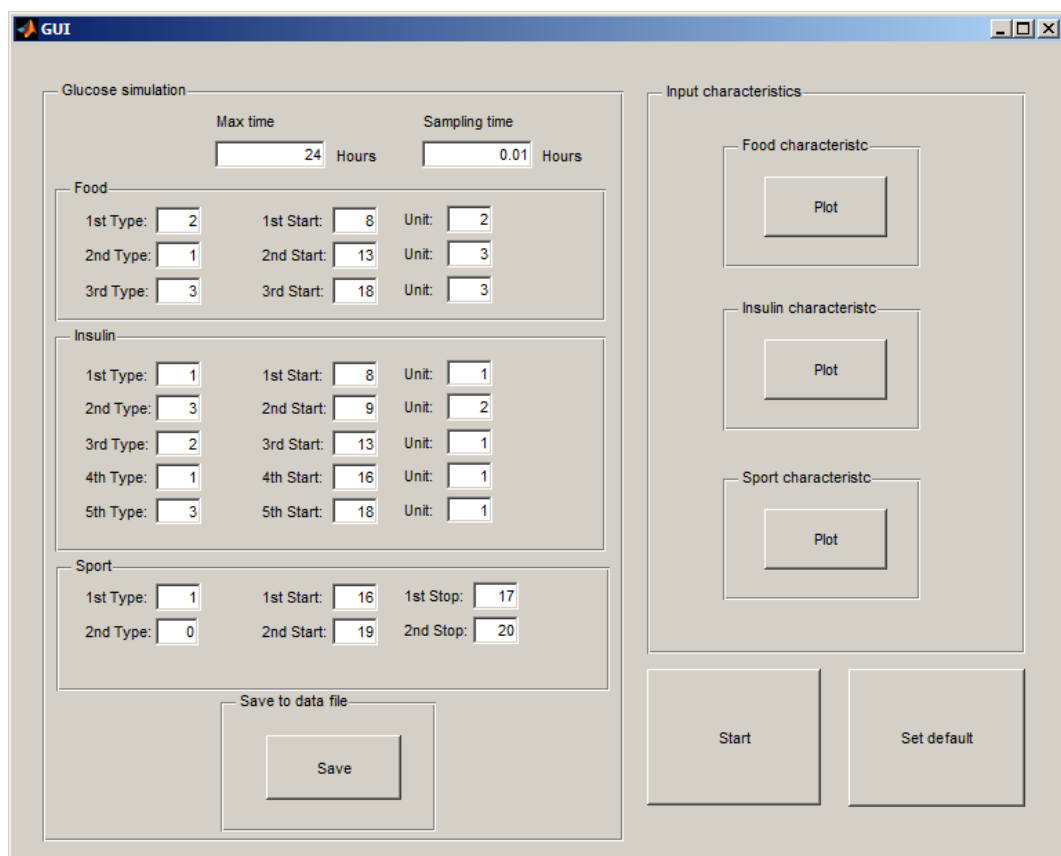 GUI
Glucose simulation
Max time Sampling time
24 Hours 0.01 Hours
Food
1st Type: 2 1st Start: 8 Unit: 2
2nd Type: 1 2nd Start: 13 Unit: 3
3rd Type: 3 3rd Start: 18 Unit: 3
Insulin
1st Type: 1 1st Start: 8 Unit: 1
2nd Type: 3 2nd Start: 9 Unit: 2
3rd Type: 2 3rd Start: 13 Unit: 1
4th Type: 1 4th Start: 16 Unit: 1
5th Type: 3 5th Start: 18 Unit: 1
Sport
1st Type: 1 1st Start: 16 1st Stop: 17
2nd Type: 0 2nd Start: 19 2nd Stop: 20
Save to data file
Save
Input characteristics
Food characteristc
Plot
Insulin characteristc
Plot
Sport characteristc
Plot
Start
Set default